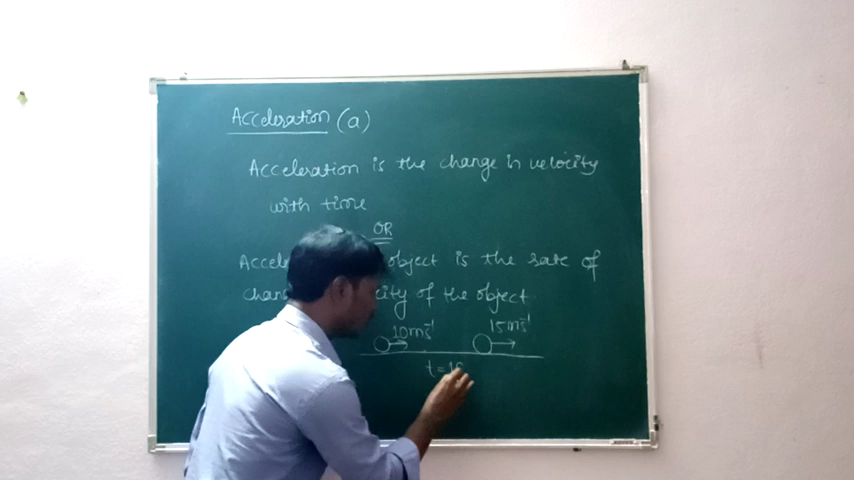 Acceleration (a)
Acceleration is the change in velocity
with time
OR
Accele object is the rate of
chan city of the object.
10ms⁻¹ 15ms⁻¹
t = 1